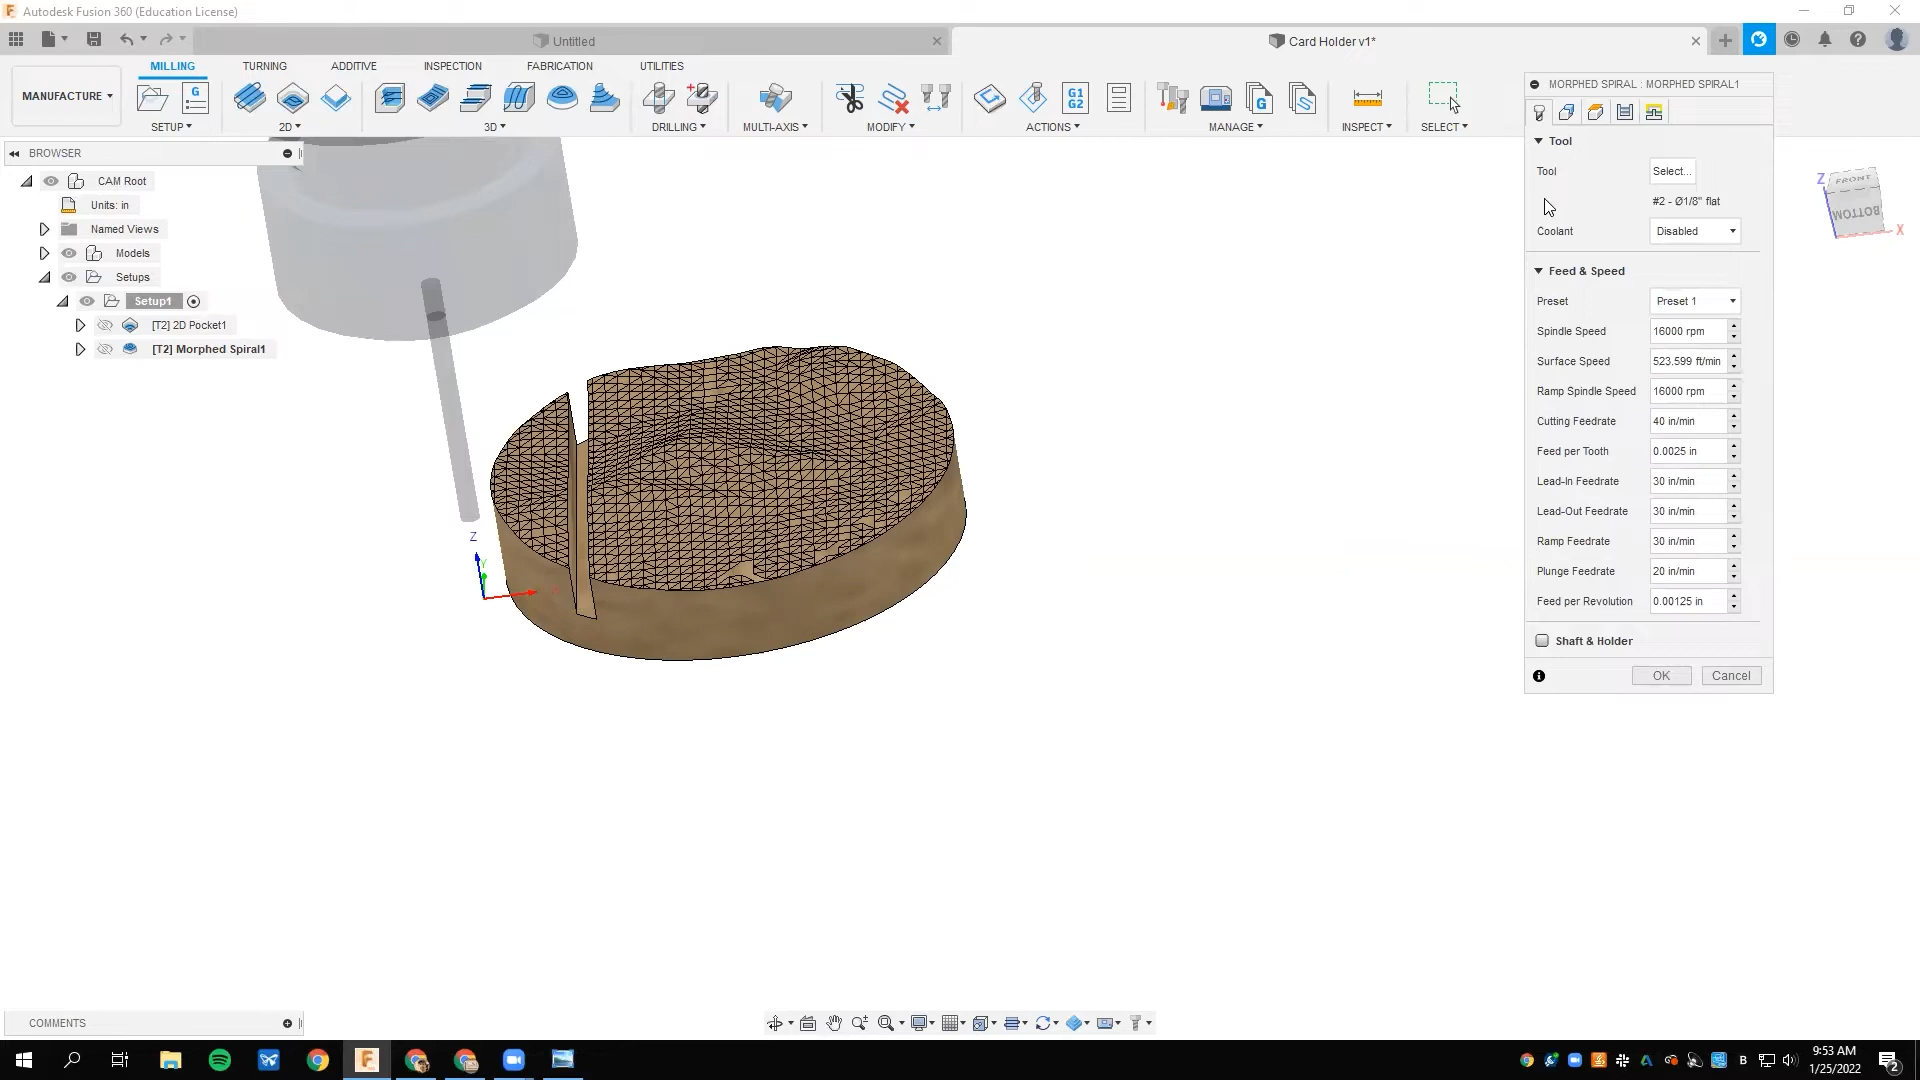 Autodesk Fusion 360 (Education License)
Untitled
Card Holder v1*
MILLING TURNING ADDITIVE INSPECTION FABRICATION UTILITIES
MANUFACTURE
G
G1
G2
G
SETUP 2D 3D DRILLING MULTI-AXIS MODIFY ACTIONS MANAGE INSPECT SELECT
BROWSER
CAM Root
Units: in
Named Views
Models
Setups
Setup1
[T2] 2D Pocket1
[T2] Morphed Spiral1
Z
MORPHED SPIRAL : MORPHED SPIRAL1
Tool
Tool Select...
#2 - Ø1/8" flat
Coolant Disabled
Feed & Speed
Preset Preset 1
Spindle Speed 16000 rpm
Surface Speed 523.599 ft/min
Ramp Spindle Speed 16000 rpm
Cutting Feedrate 40 in/min
Feed per Tooth 0.0025 in
Lead-In Feedrate 30 in/min
Lead-Out Feedrate 30 in/min
Ramp Feedrate 30 in/min
Plunge Feedrate 20 in/min
Feed per Revolution 0.00125 in
Shaft & Holder
OK Cancel
Z
FRONT
BOTTOM
X
COMMENTS
B
9:53 AM
1/25/2022
2